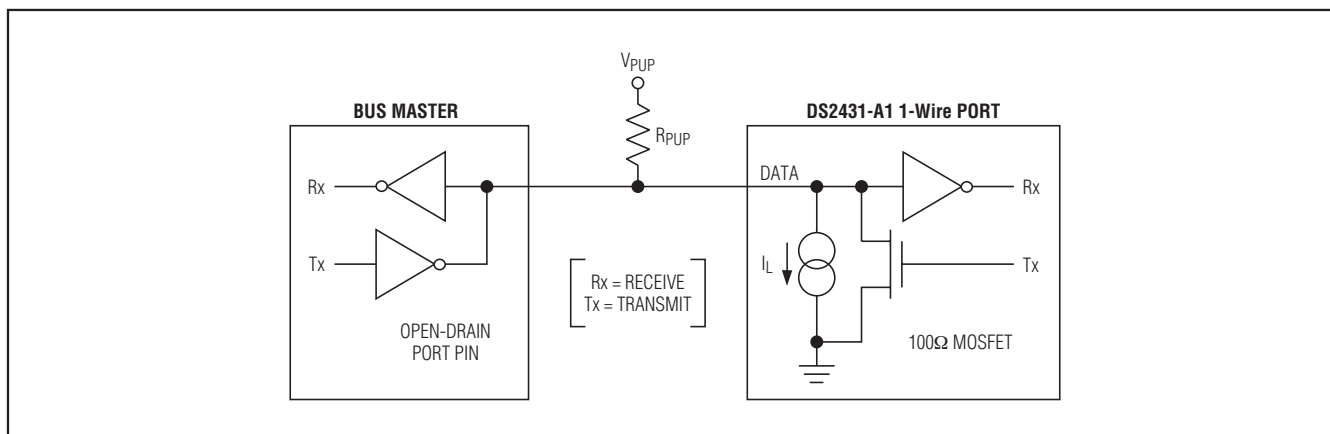 VPUP
BUS MASTER
DS2431-A1 1-Wire PORT
RPUP
Rx
DATA
Rx
Tx
IL
Tx
Rx = RECEIVE
Tx = TRANSMIT
OPEN-DRAIN
PORT PIN
100Ω MOSFET